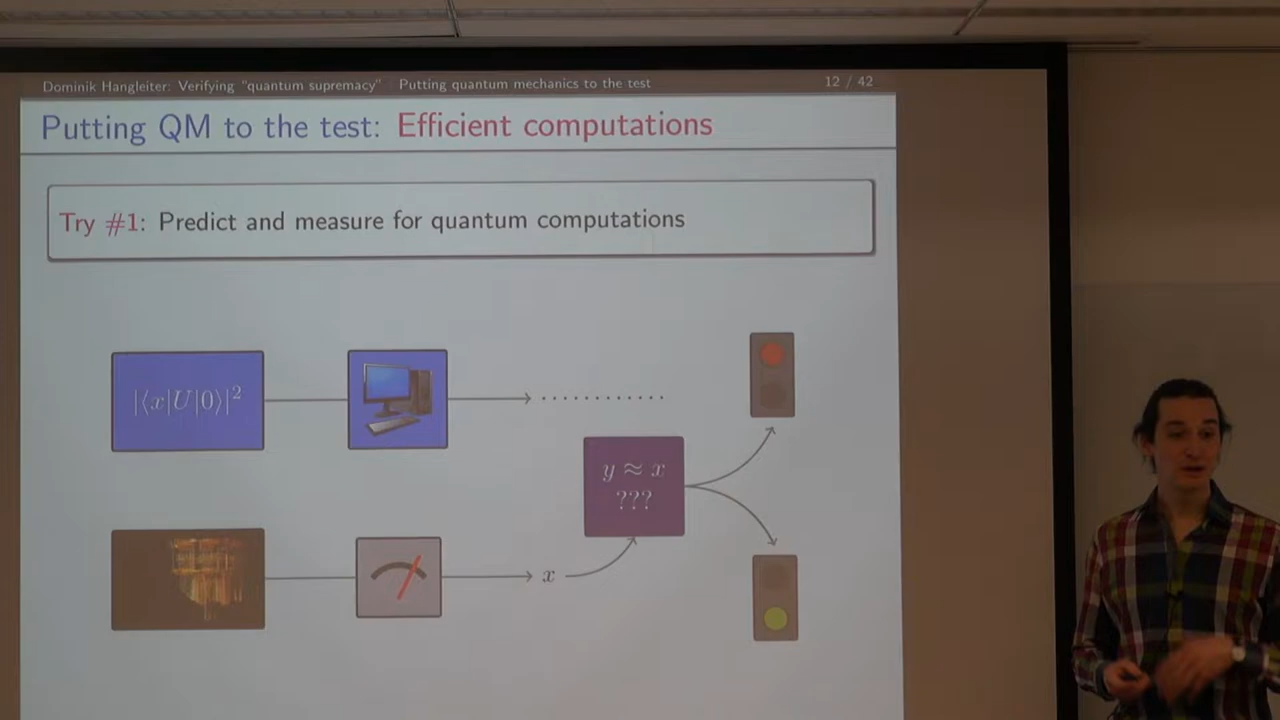 Dominik Hangleiter: Verifying “quantum supremacy” Putting quantum mechanics to the test 12 / 42
Putting QM to the test: Efficient computations
Try #1: Predict and measure for quantum computations
|⟨x|U|0⟩|²
y ≈ x
???
x